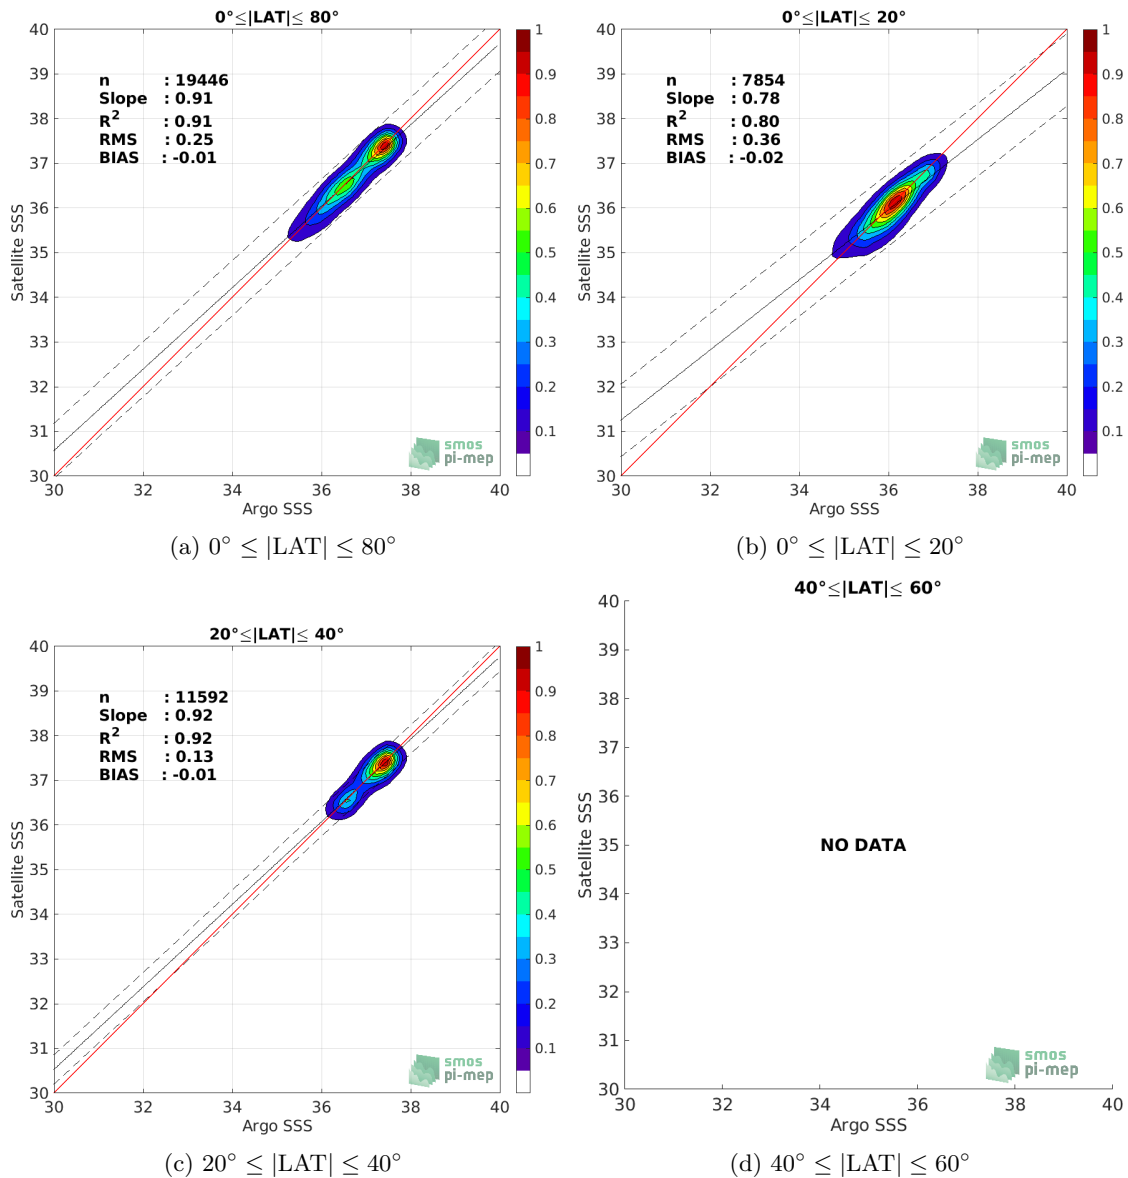 0°≤|LAT|≤ 80°
40
39
38
37
36
35
34
33
32
31
30
Satellite SSS
n : 19446
Slope : 0.91
R2 : 0.91
RMS : 0.25
BIAS : -0.01
smos
pi-mep
30 32 34 36 38 40
Argo SSS
1
0.9
0.8
0.7
0.6
0.5
0.4
0.3
0.2
0.1
(a) 0° ≤ |LAT| ≤ 80°
0°≤|LAT|≤ 20°
40
39
38
37
36
35
34
33
32
31
30
Satellite SSS
n : 7854
Slope : 0.78
R2 : 0.80
RMS : 0.36
BIAS : -0.02
smos
pi-mep
30 32 34 36 38 40
Argo SSS
1
0.9
0.8
0.7
0.6
0.5
0.4
0.3
0.2
0.1
(b) 0° ≤ |LAT| ≤ 20°
20°≤|LAT|≤ 40°
40
39
38
37
36
35
34
33
32
31
30
Satellite SSS
n : 11592
Slope : 0.92
R2 : 0.92
RMS : 0.13
BIAS : -0.01
smos
pi-mep
30 32 34 36 38 40
Argo SSS
1
0.9
0.8
0.7
0.6
0.5
0.4
0.3
0.2
0.1
(c) 20° ≤ |LAT| ≤ 40°
40°≤|LAT|≤ 60°
40
39
38
37
36
35
34
33
32
31
30
Satellite SSS
NO DATA
smos
pi-mep
30 32 34 36 38 40
Argo SSS
(d) 40° ≤ |LAT| ≤ 60°